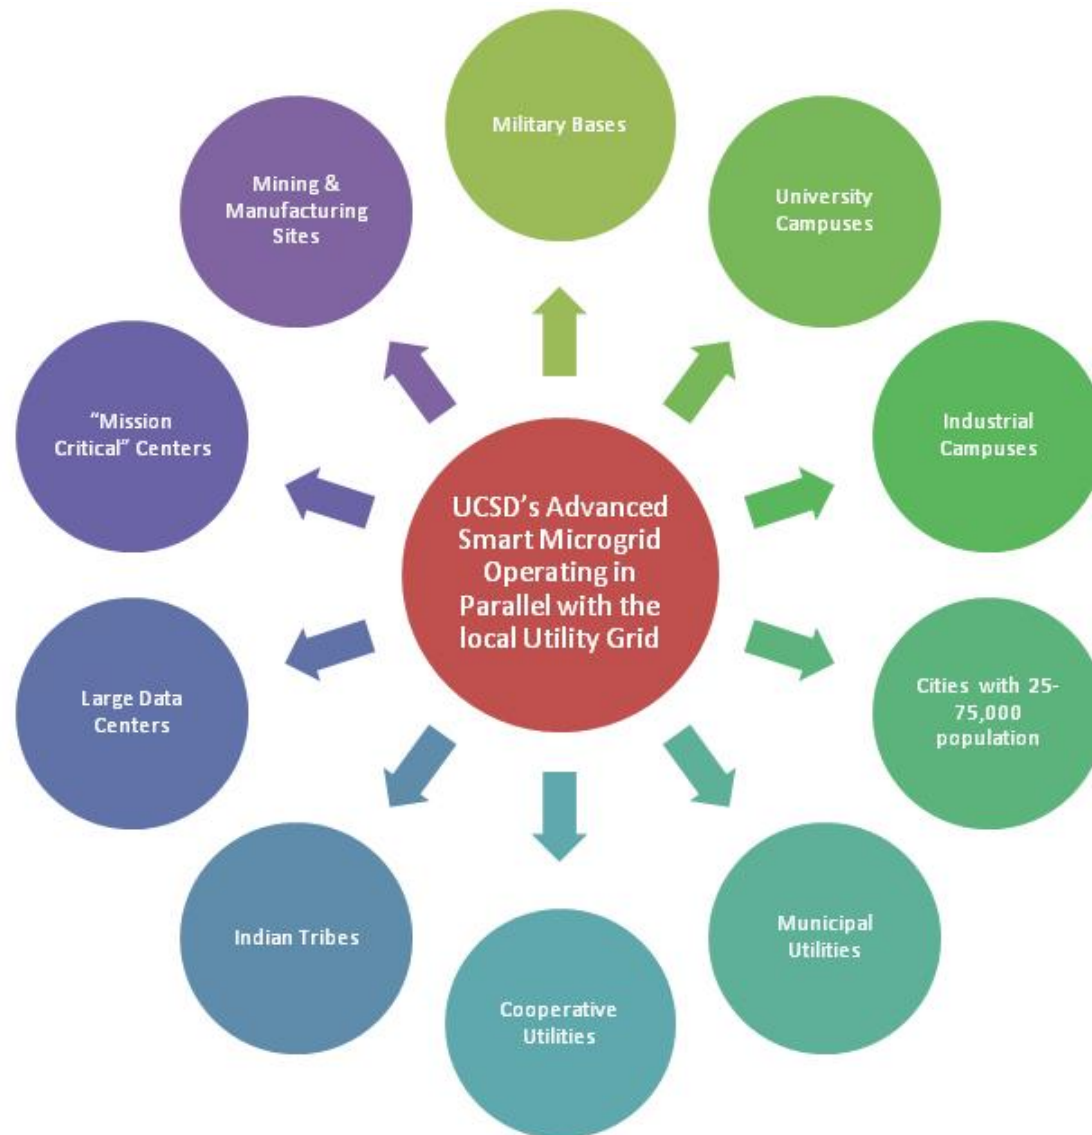 Military Bases
University
Campuses
Industrial
Campuses
Cities with 25-
75,000
population
Municipal
Utilities
Cooperative
Utilities
Indian Tribes
Large Data
Centers
“Mission
Critical” Centers
Mining &
Manufacturing
Sites
UCSD’s Advanced
Smart Microgrid
Operating in
Parallel with the
local Utility Grid